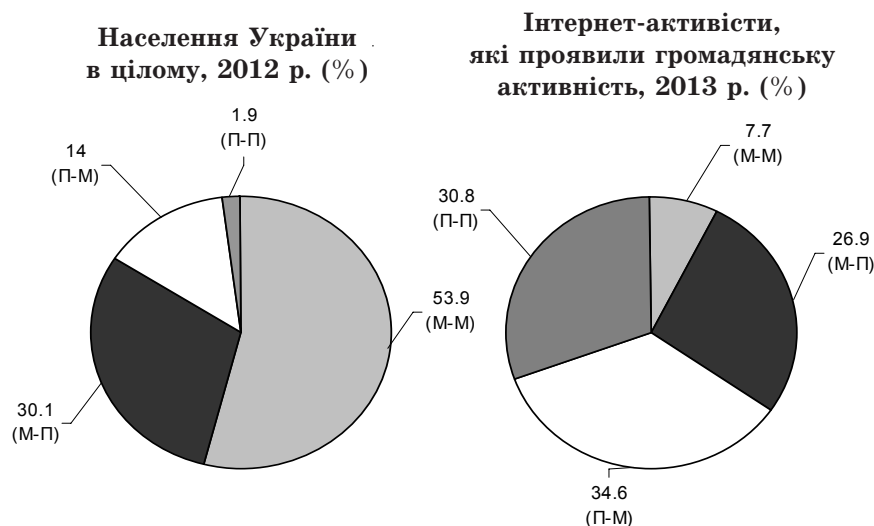 Населення України
в цілому, 2012 р. (%)
1.9
(П-П)
14
(П-М)
53.9
(М-М)
30.1
(М-П)
Інтернет-активісти,
які проявили громадянську
активність, 2013 р. (%)
7.7
(М-М)
30.8
(П-П)
26.9
(М-П)
34.6
(П-М)